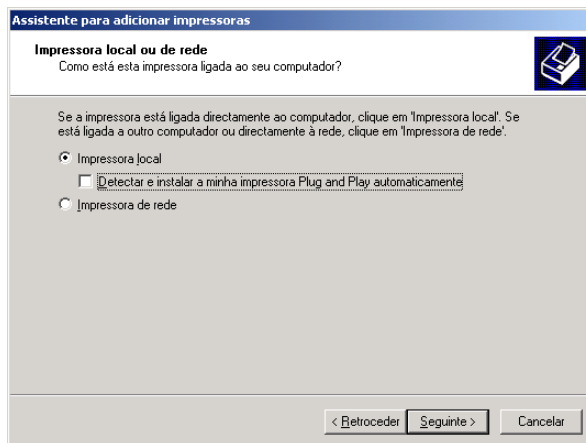 Assistente para adicionar impressoras
Impressora local ou de rede
Como está esta impressora ligada ao seu computador?
Se a impressora está ligada directamente ao computador, clique em 'Impressora local'. Se
está ligada a outro computador ou directamente à rede, clique em 'Impressora de rede'.
Impressora local
Detectar e instalar a minha impressora Plug and Play automaticamente
Impressora de rede
< Retroceder Seguinte > Cancelar